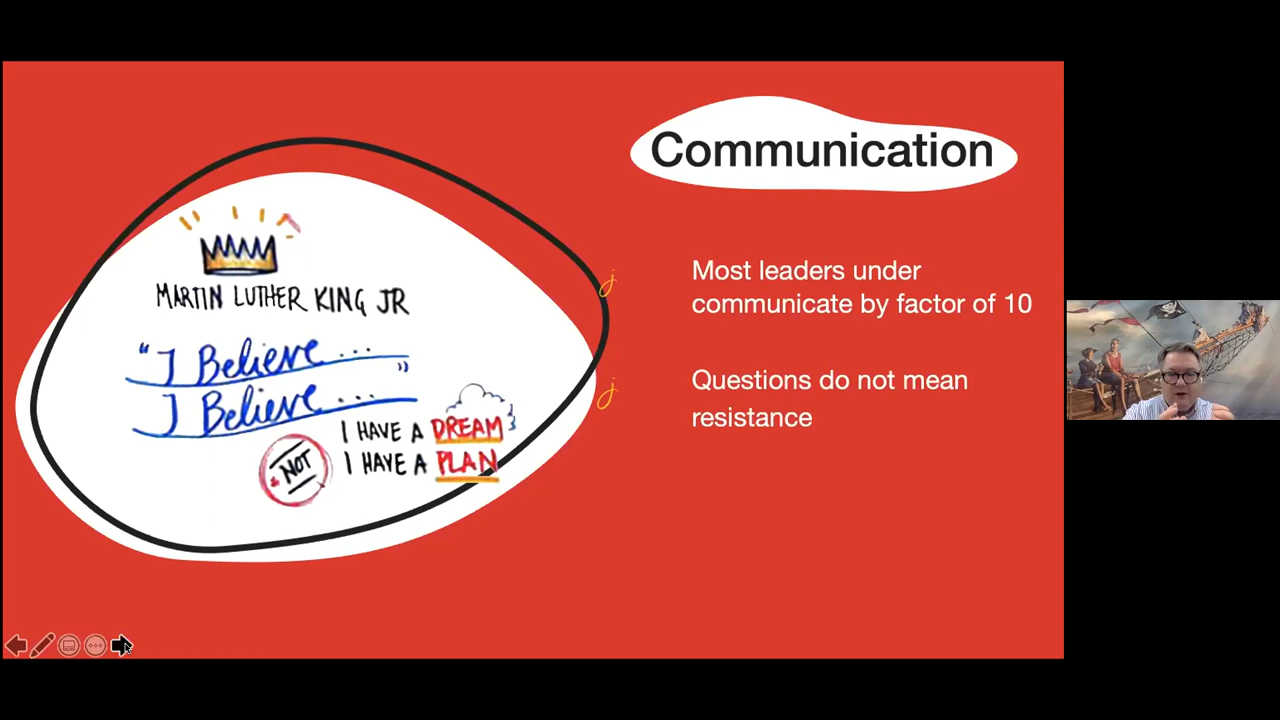 Communication
MARTIN LUTHER KING JR
"I Believe...
I Believe..."
I HAVE A DREAM
NOT I HAVE A PLAN
j Most leaders under
communicate by factor of 10
j Questions do not mean
resistance